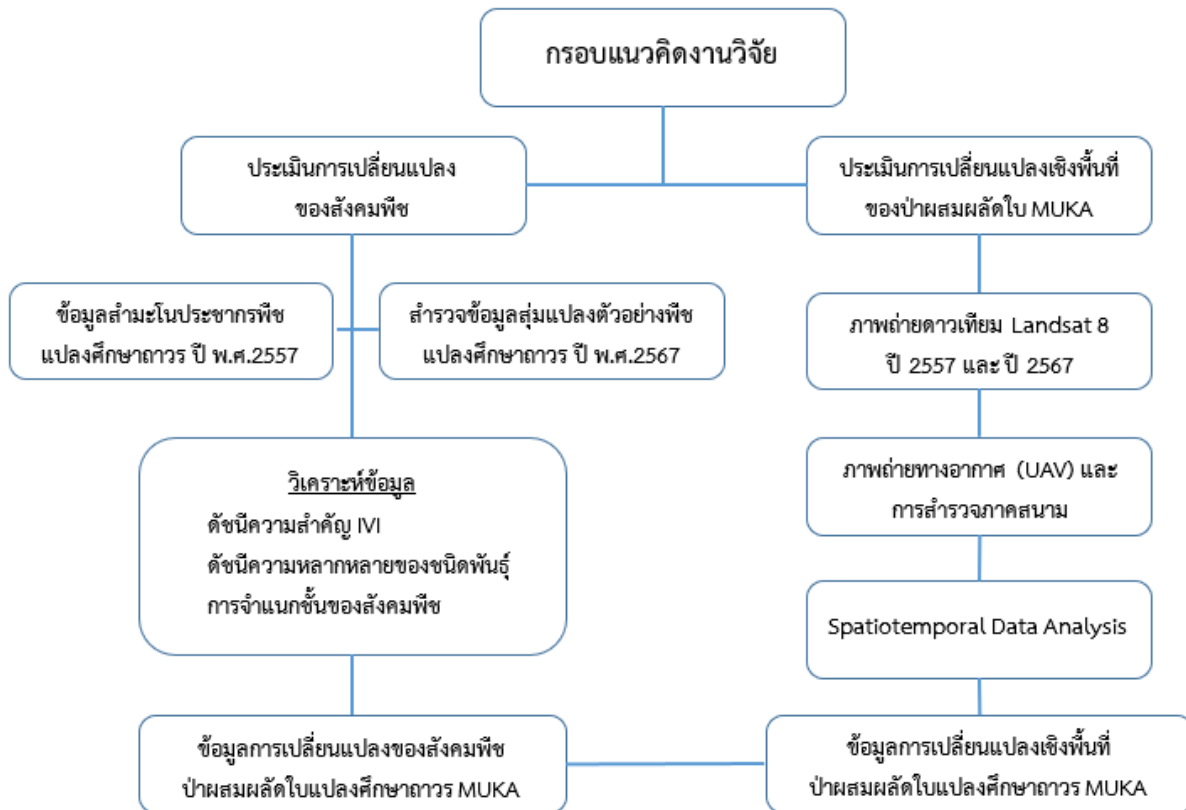 กรอบแนวคิดงานวิจัย
ประเมินการเปลี่ยนแปลง
ของสังคมพืช
ประเมินการเปลี่ยนแปลงเชิงพื้นที่
ของป่าผสมผลัดใบ MUKA
ข้อมูลสำมะโนประชากรพืช
แปลงศึกษาถาวร ปี พ.ศ.2557
สำรวจข้อมูลสุ่มแปลงตัวอย่างพืช
แปลงศึกษาถาวร ปี พ.ศ.2567
ภาพถ่ายดาวเทียม Landsat 8
ปี 2557 และ ปี 2567
วิเคราะห์ข้อมูล
ดัชนีความสำคัญ IVI
ดัชนีความหลากหลายของชนิดพันธุ์
การจำแนกชั้นของสังคมพืช
ภาพถ่ายทางอากาศ (UAV) และ
การสำรวจภาคสนาม
Spatiotemporal Data Analysis
ข้อมูลการเปลี่ยนแปลงของสังคมพืช
ป่าผสมผลัดใบแปลงศึกษาถาวร MUKA
ข้อมูลการเปลี่ยนแปลงเชิงพื้นที่
ป่าผสมผลัดใบแปลงศึกษาถาวร MUKA